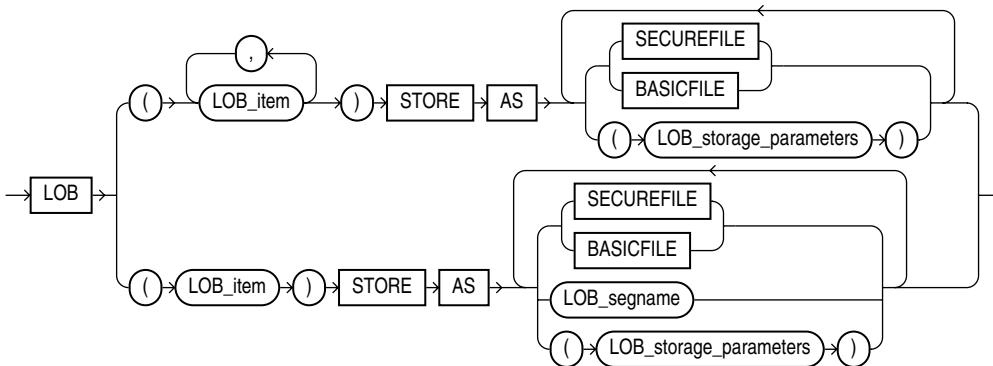 ,
SECUREFILE
BASICFILE
( LOB_item ) STORE AS
( LOB_storage_parameters )
LOB
SECUREFILE
BASICFILE
( LOB_item ) STORE AS
LOB_segname
( LOB_storage_parameters )